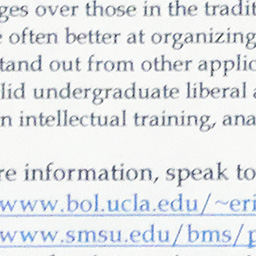 ges over those in the tradit
e often better at organizing
tand out from other applic
lid undergraduate liberal a
n intellectual training, ana
re information, speak to
www.bol.ucla.edu/~eri
www.smsu.edu/bms/p